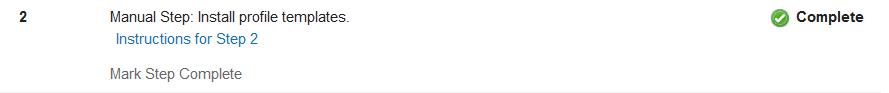 2 Manual Step: Install profile templates. Complete
Instructions for Step 2
Mark Step Complete